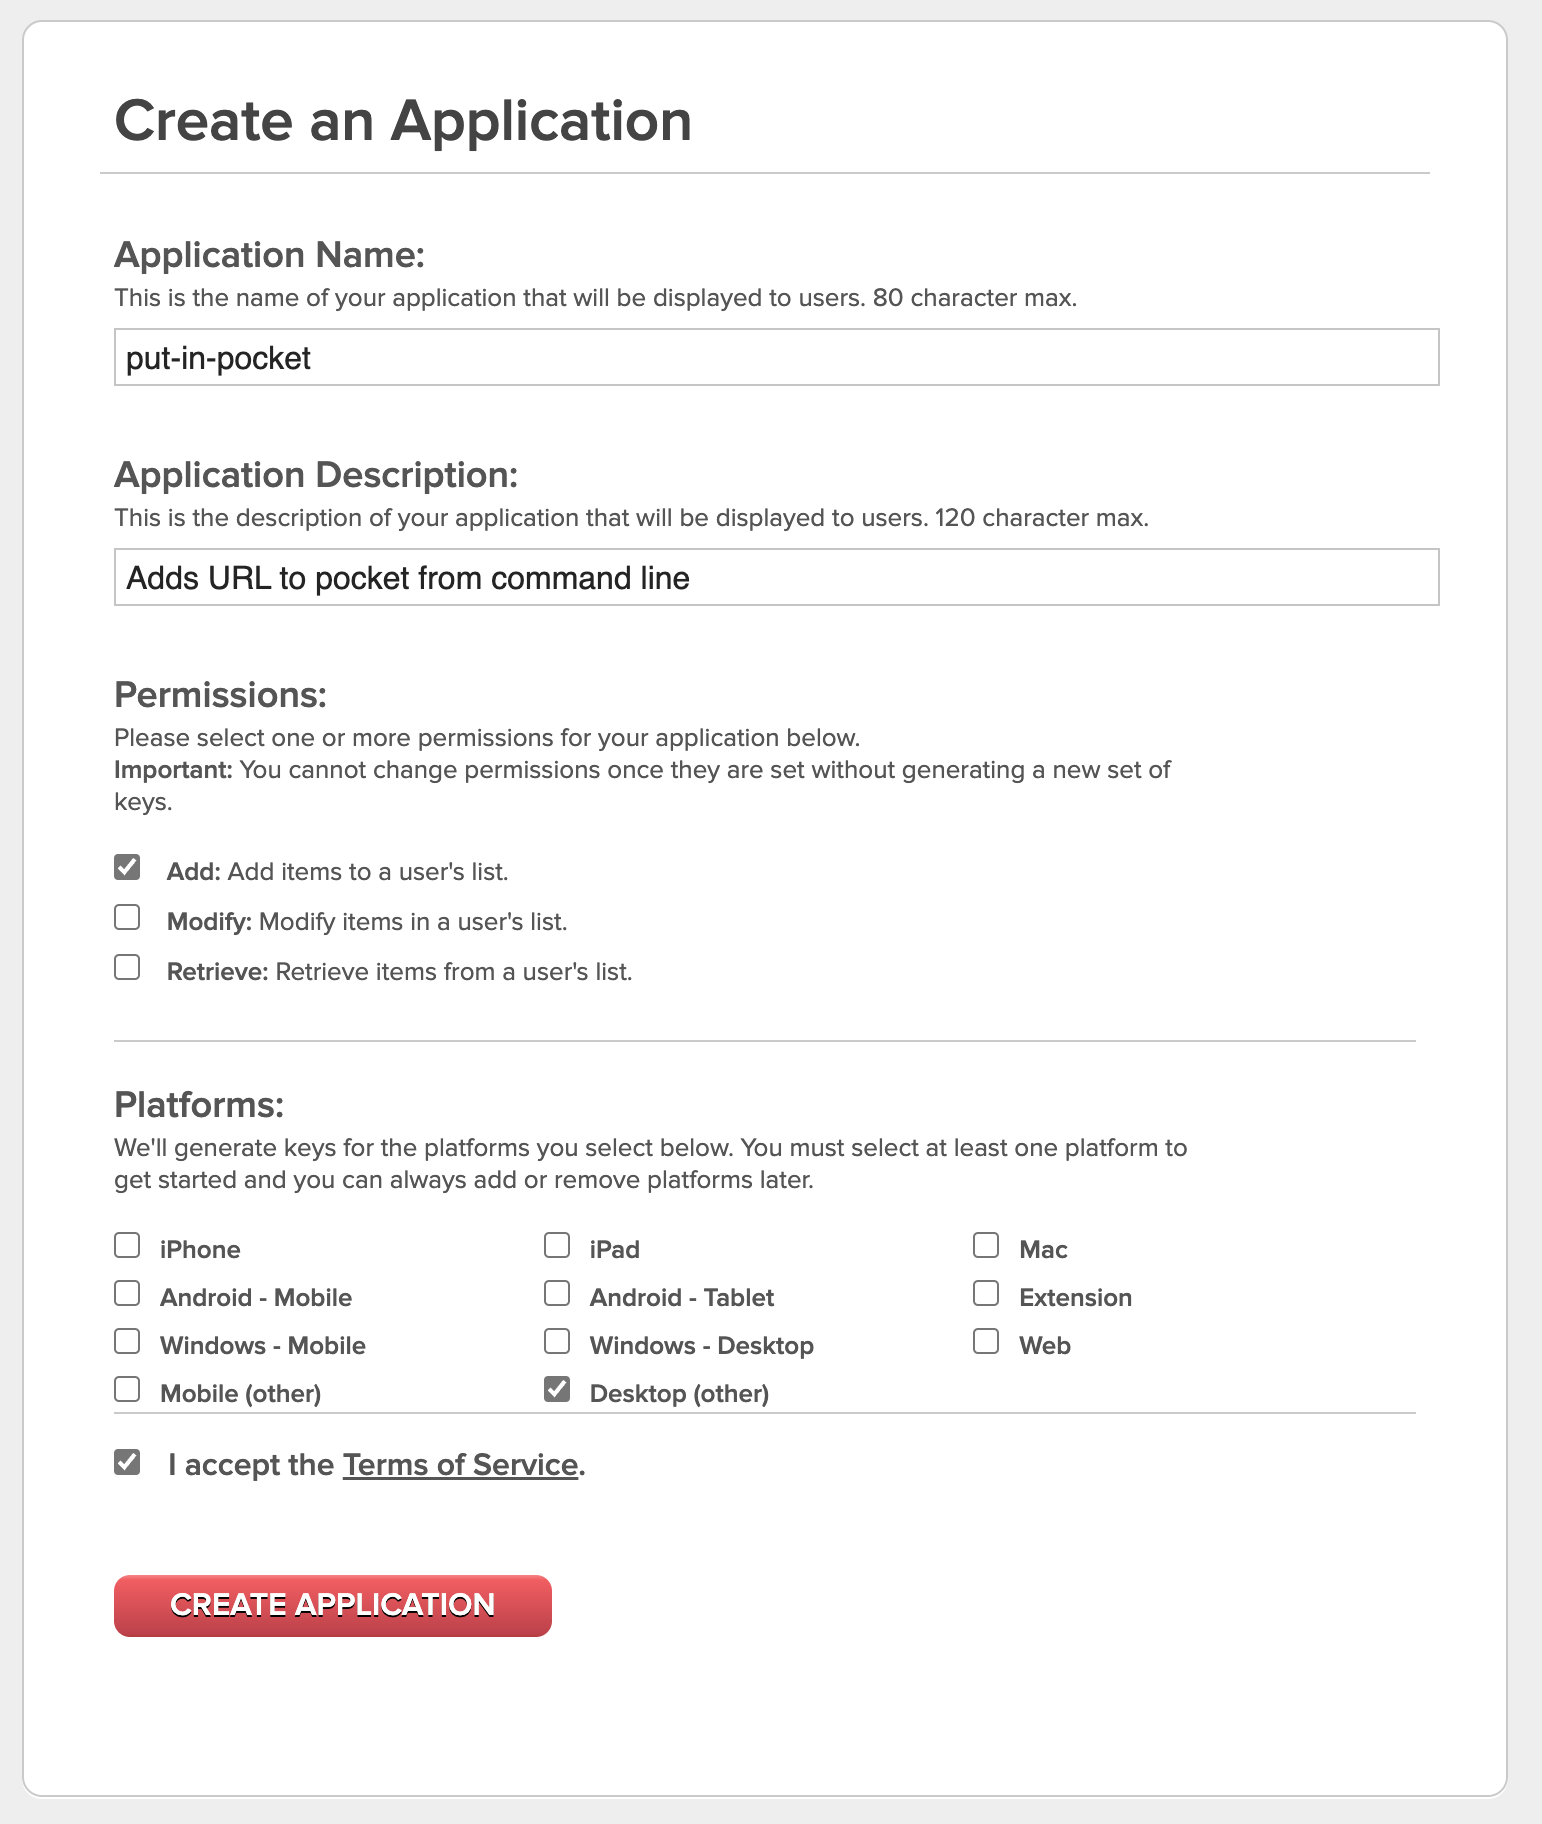 Create an Application
Application Name:
This is the name of your application that will be displayed to users. 80 character max.
put-in-pocket
Application Description:
This is the description of your application that will be displayed to users. 120 character max.
Adds URL to pocket from command line
Permissions:
Please select one or more permissions for your application below.
Important: You cannot change permissions once they are set without generating a new set of
keys.
Add: Add items to a user's list.
Modify: Modify items in a user's list.
Retrieve: Retrieve items from a user's list.
Platforms:
We'll generate keys for the platforms you select below. You must select at least one platform to
get started and you can always add or remove platforms later.
iPhone iPad Mac
Android - Mobile Android - Tablet Extension
Windows - Mobile Windows - Desktop Web
Mobile (other) Desktop (other)
I accept the Terms of Service.
CREATE APPLICATION